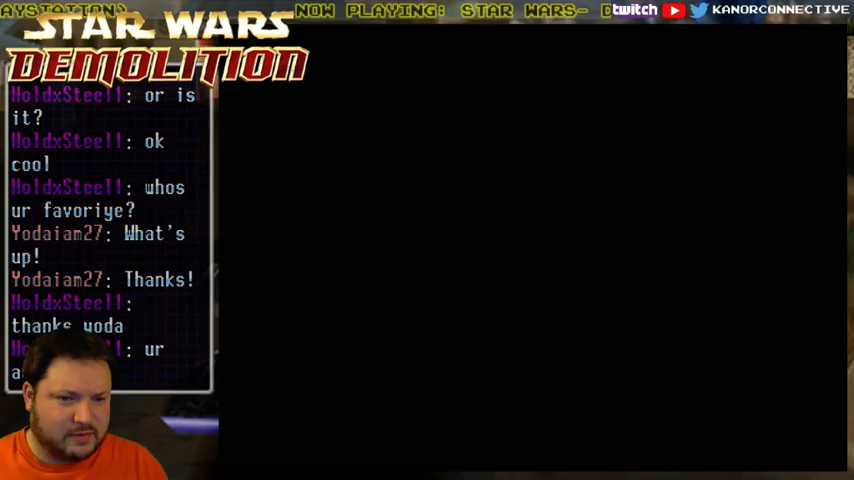 AYSTATION) NOW PLAYING: STAR WARS- D
twitch KANORCONNECTIVE
STAR WARS
DEMOLITION
HoldxSteel1: or is
it?
HoldxSteel1: ok
cool
HoldxSteel1: whos
ur favoriye?
Yodaiam27: What's
up!
Yodaiam27: Thanks!
HoldxSteel1:
thanks yoda
1: ur